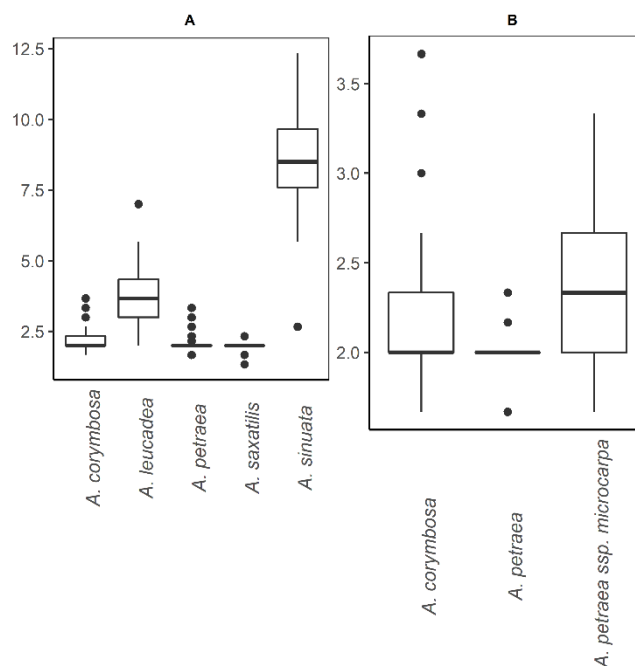 A
12.5
10.0
7.5
5.0
2.5
A. corymbosa
A. leucadea
A. petraea
A. saxatilis
A. sinuata
B
3.5
3.0
2.5
2.0
A. corymbosa
A. petraea
A. petraea ssp. microcarpa